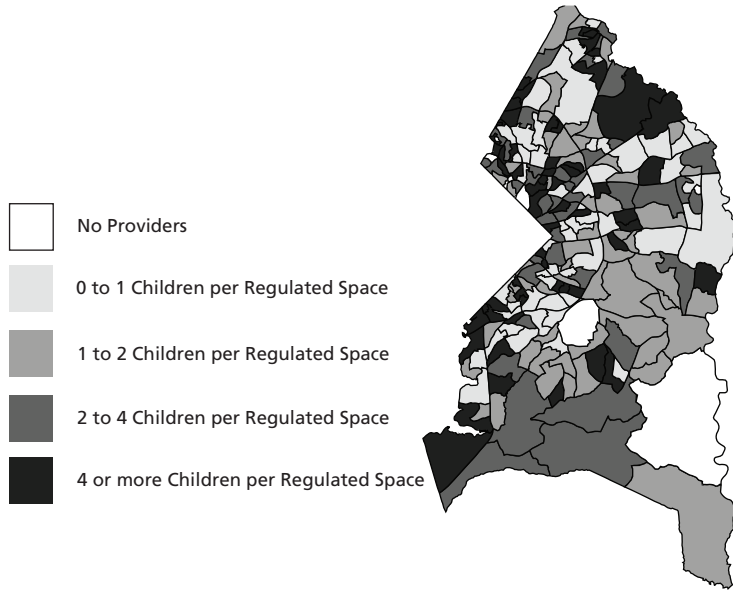 No Providers
0 to 1 Children per Regulated Space
1 to 2 Children per Regulated Space
2 to 4 Children per Regulated Space
4 or more Children per Regulated Space